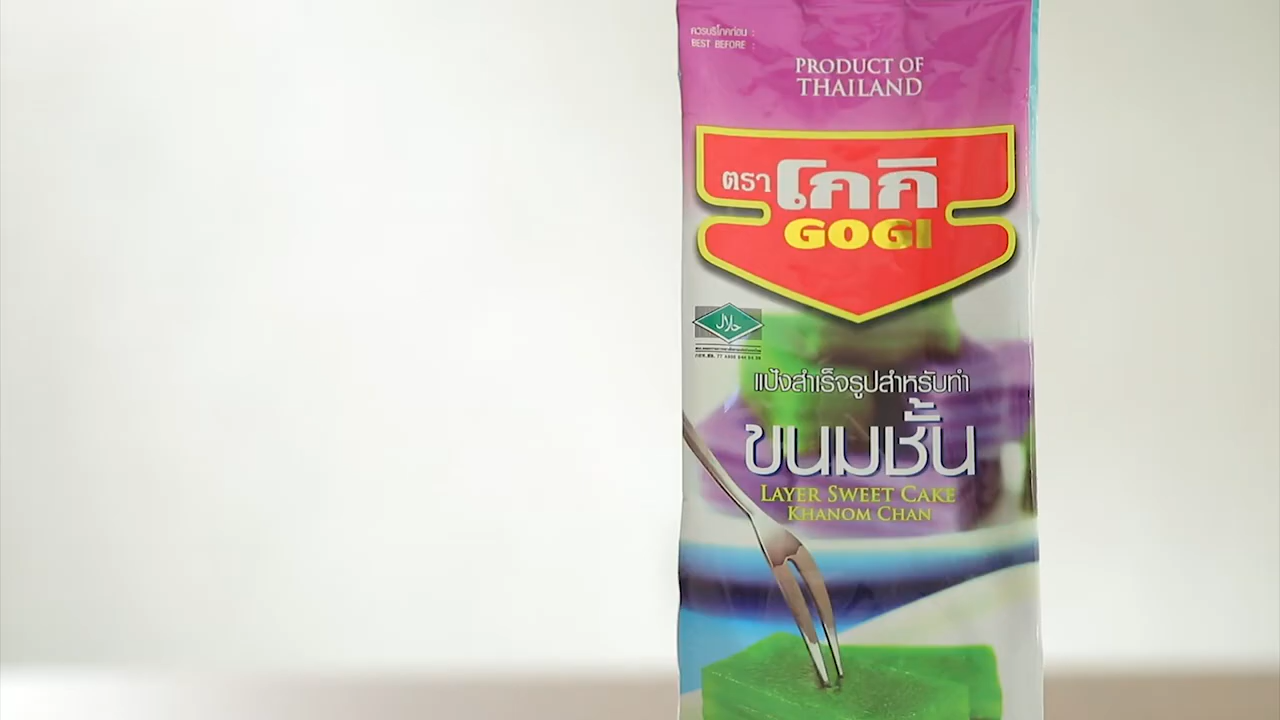 ควรบริโภคก่อน :
BEST BEFORE :
PRODUCT OF
THAILAND
ตรา โกกิ
GOGI
حلال
แป้งสำเร็จรูปสำหรับทำ
ขนมชั้น
LAYER SWEET CAKE
KHANOM CHAN